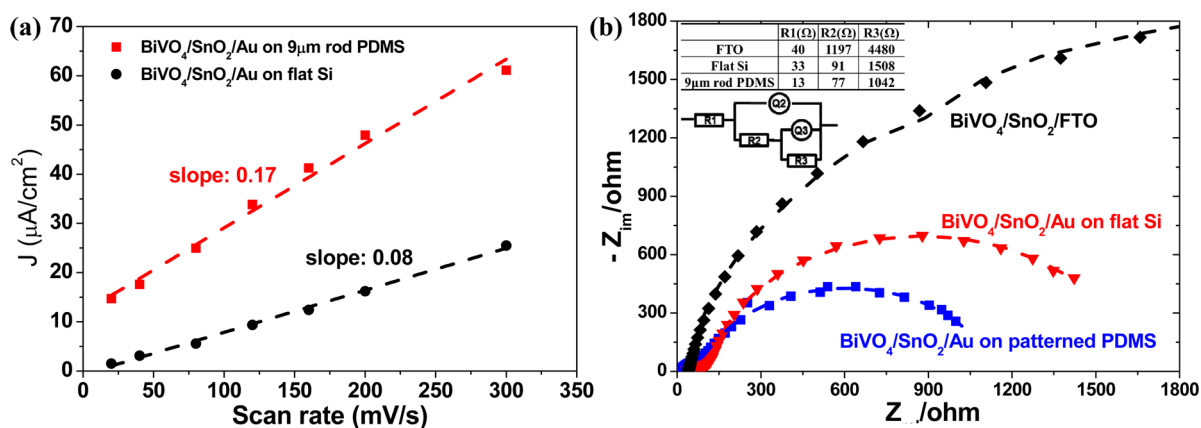 (a)
BiVO4/SnO2/Au on 9μm rod PDMS
BiVO4/SnO2/Au on flat Si
slope: 0.17
slope: 0.08
J (μA/cm2)
70
60
50
40
30
20
10
0
0 50 100 150 200 250 300 350
Scan rate (mV/s)
(b)
R1(Ω) R2(Ω) R3(Ω)
FTO 40 1197 4480
Flat Si 33 91 1508
9μm rod PDMS 13 77 1042
R1 Q2 R2 Q3 R3
BiVO4/SnO2/FTO
BiVO4/SnO2/Au on flat Si
BiVO4/SnO2/Au on patterned PDMS
- Zim/ohm
1800
1500
1200
900
600
300
0
0 300 600 900 1200 1500 1800
Z /ohm